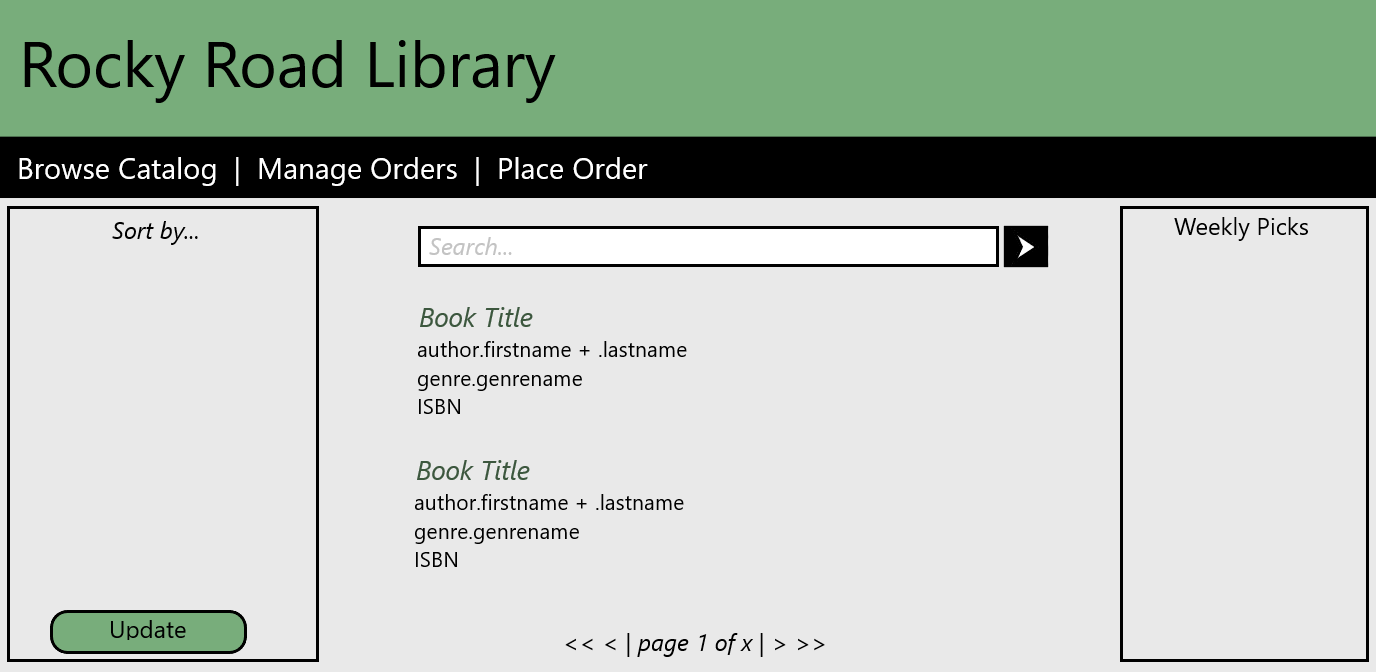 Rocky Road Library
Browse Catalog | Manage Orders | Place Order
Sort by...
Update
Search...
Book Title
author.firstname + .lastname
genre.genrename
ISBN
Book Title
author.firstname + .lastname
genre.genrename
ISBN
<< < | page 1 of x | > >>
Weekly Picks